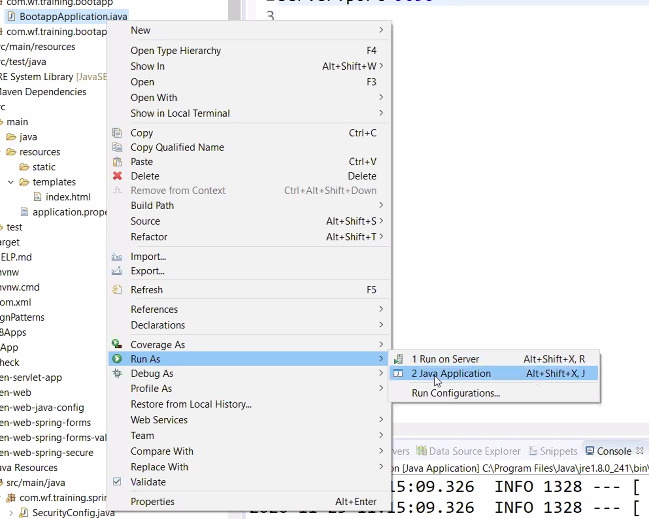 com.wf.training.bootapp
BootappApplication.java
com.wf.training.bootapp
rc/main/resources
rc/test/java
RE System Library [JavaSE
Maven Dependencies
rc
main
java
resources
static
templates
index.html
application.prope
test
arget
ELP.md
nvnw
nvnw.cmd
om.xml
ignPatterns
8Apps
App
heck
en-servlet-app
en-web
en-web-java-config
en-web-spring-forms
en-web-spring-forms-val
en-web-spring-secure
ava Resources
src/main/java
com.wf.training.sprin
SecurityConfig.java
3
New
Open Type Hierarchy F4
Show In Alt+Shift+W >
Open F3
Open With >
Show in Local Terminal >
Copy Ctrl+C
Copy Qualified Name
Paste Ctrl+V
Delete Delete
Remove from Context Ctrl+Alt+Shift+Down
Build Path >
Source Alt+Shift+S >
Refactor Alt+Shift+T >
Import...
Export...
Refresh F5
References >
Declarations >
Coverage As >
Run As >
Debug As >
Profile As >
Restore from Local History...
Web Services >
Team >
Compare With >
Replace With >
Validate
Properties Alt+Enter
1 Run on Server Alt+Shift+X, R
2 Java Application Alt+Shift+X, J
Run Configurations...
vers Data Source Explorer Snippets Console
on [Java Application] C:\Program Files\Java\jre1.8.0_241\bin\
15:09.326 INFO 1328 --- [
15:09.326 INFO 1328 --- [